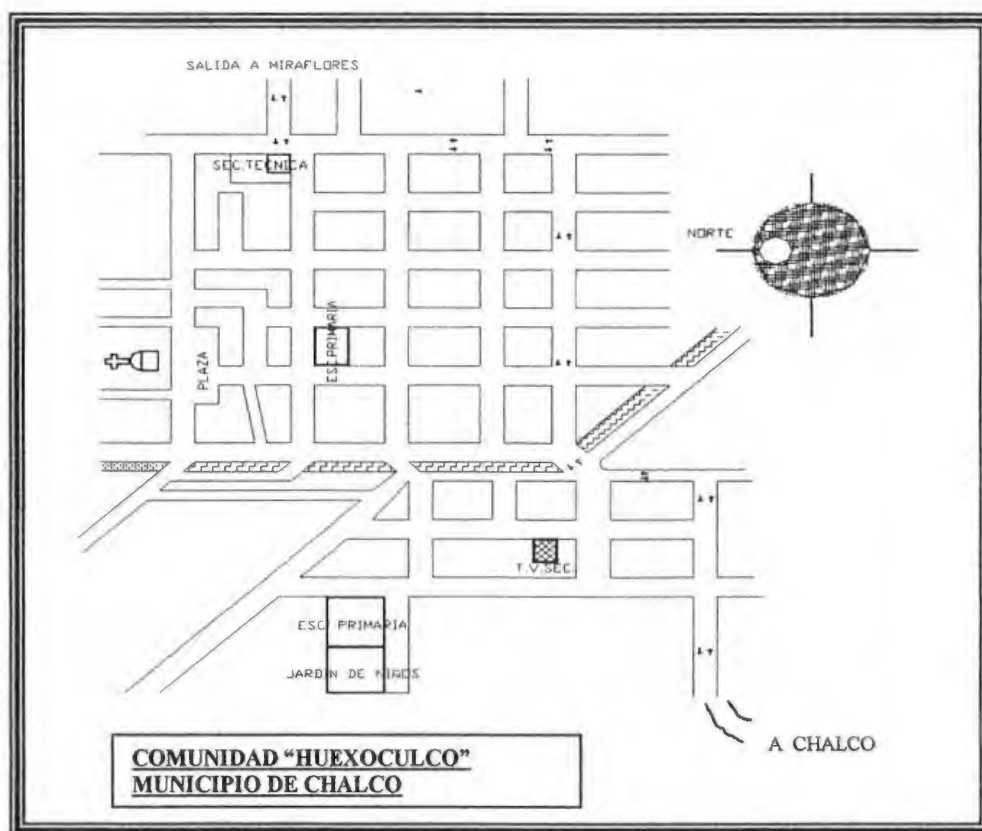 SALIDA A MIRAFLORES
SEC.TECNICA
NORTE
ESC.PRIMARIA
PLAZA
T.V.SEC.
ESC. PRIMARIA
JARDIN DE NIÑOS
A CHALCO
COMUNIDAD “HUEXOCULCO”
MUNICIPIO DE CHALCO